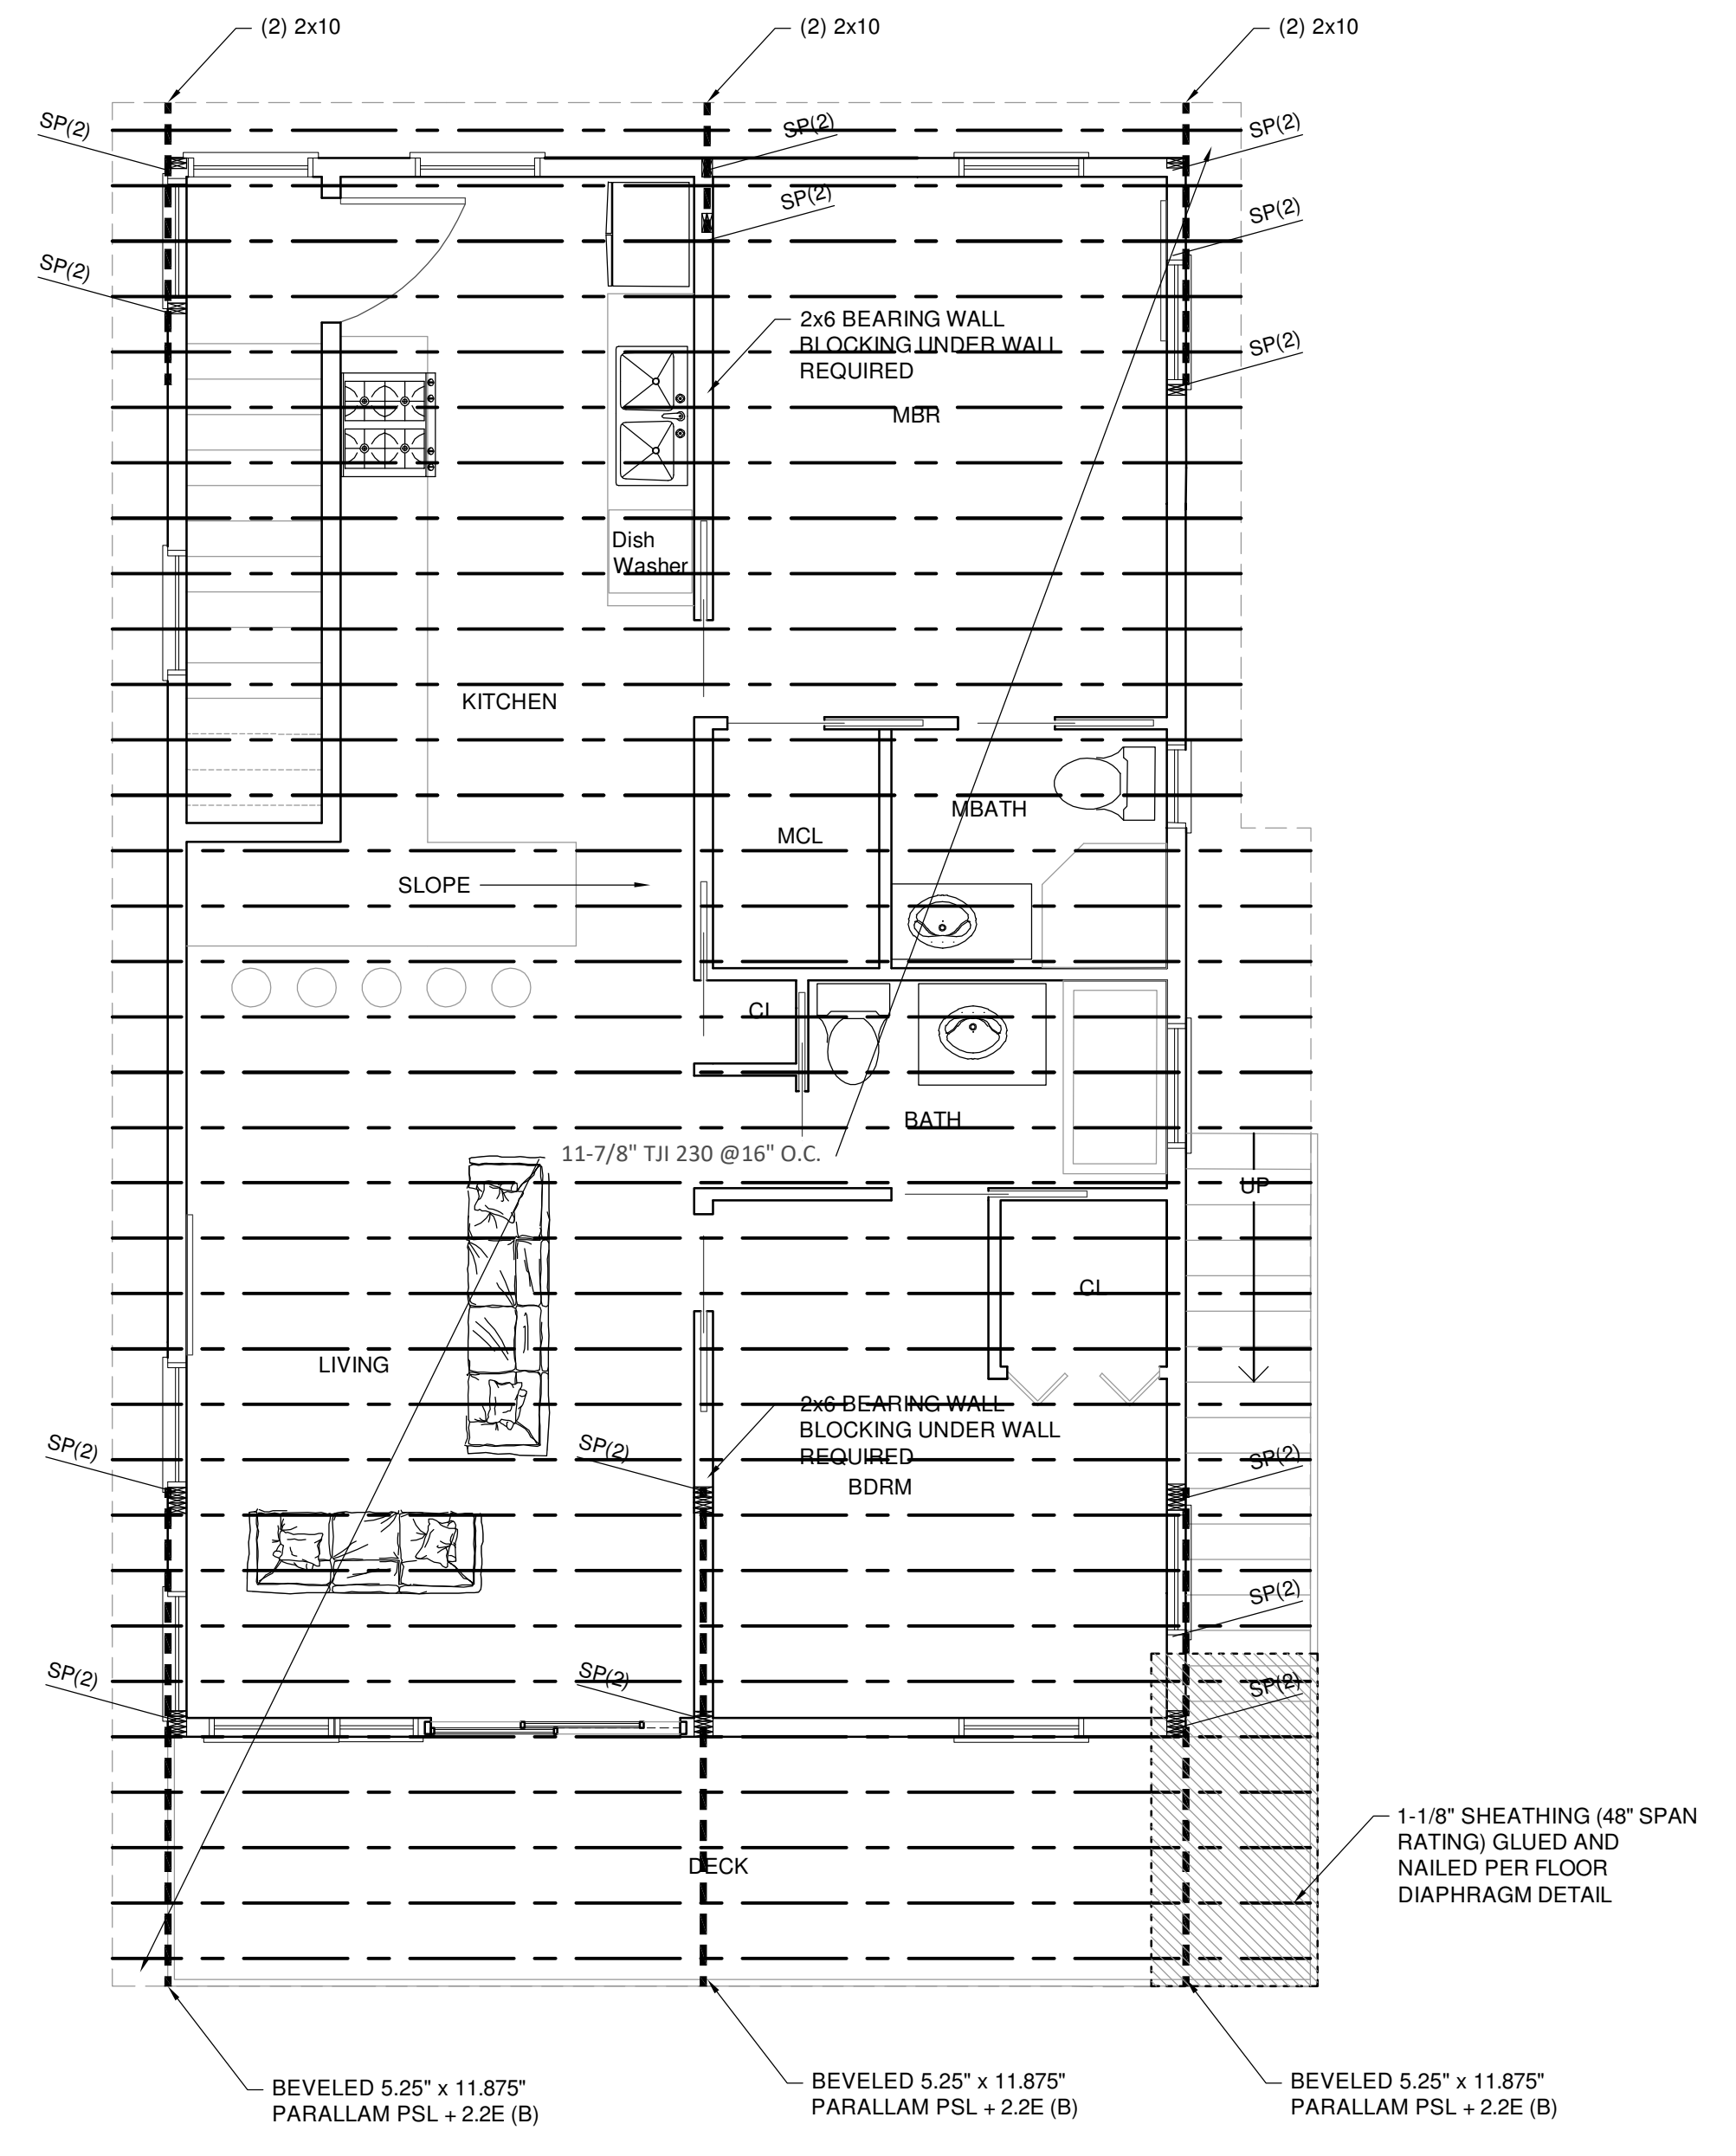 (2) 2x10
(2) 2x10
(2) 2x10
SP(2)
SP(2)
SP(2)
SP(2)
SP(2)
SP(2)
2x6 BEARING WALL
BLOCKING UNDER WALL
REQUIRED
SP(2)
MBR
Dish
Washer
KITCHEN
MBATH
MCL
SLOPE
CL
BATH
11-7/8" TJI 230 @16" O.C.
UP
CL
LIVING
2x6 BEARING WALL
BLOCKING UNDER WALL
REQUIRED
SP(2)
SP(2)
SP(2)
BDRM
SP(2)
SP(2)
SP(2)
SP(2)
1-1/8" SHEATHING (48" SPAN
RATING) GLUED AND
NAILED PER FLOOR
DIAPHRAGM DETAIL
DECK
BEVELED 5.25" x 11.875"
PARALLAM PSL + 2.2E (B)
BEVELED 5.25" x 11.875"
PARALLAM PSL + 2.2E (B)
BEVELED 5.25" x 11.875"
PARALLAM PSL + 2.2E (B)